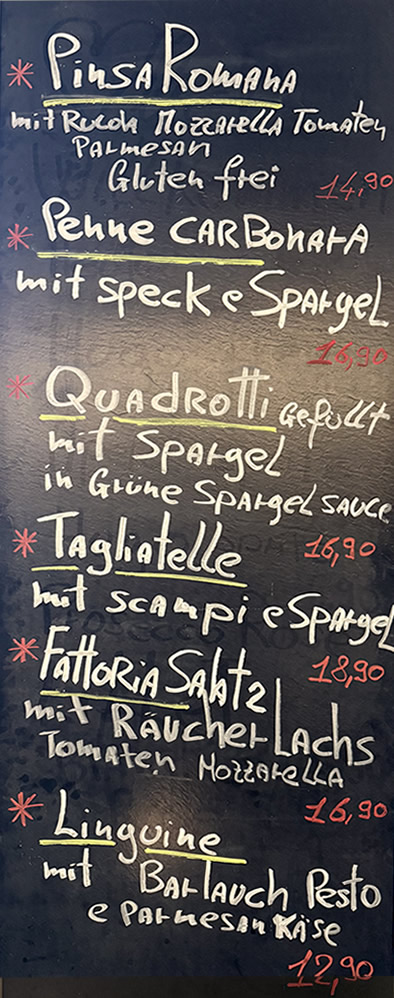 * Pinsa Romana
mit Rucola Mozzarella Tomaten
Parmesan
Gluten frei 14,90
* Penne CARBONARA
mit speck e Spargel
16,90
* Quadrotti Gefüllt
mit Spargel
in Grüne Spargel SAUCE
* Tagliatelle 16,90
mit scampi e Spargel
* Fattoria Salatz 18,90
mit Räucher Lachs
Tomaten Mozzarella
* 16,90
Linguine
mit Barlauch Pesto
e Parmesan Käse
12,90